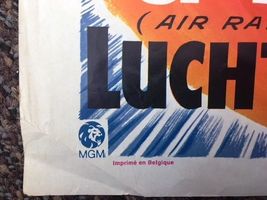 (AIR RA
LUCHT
MGM
Imprimé en Belgique